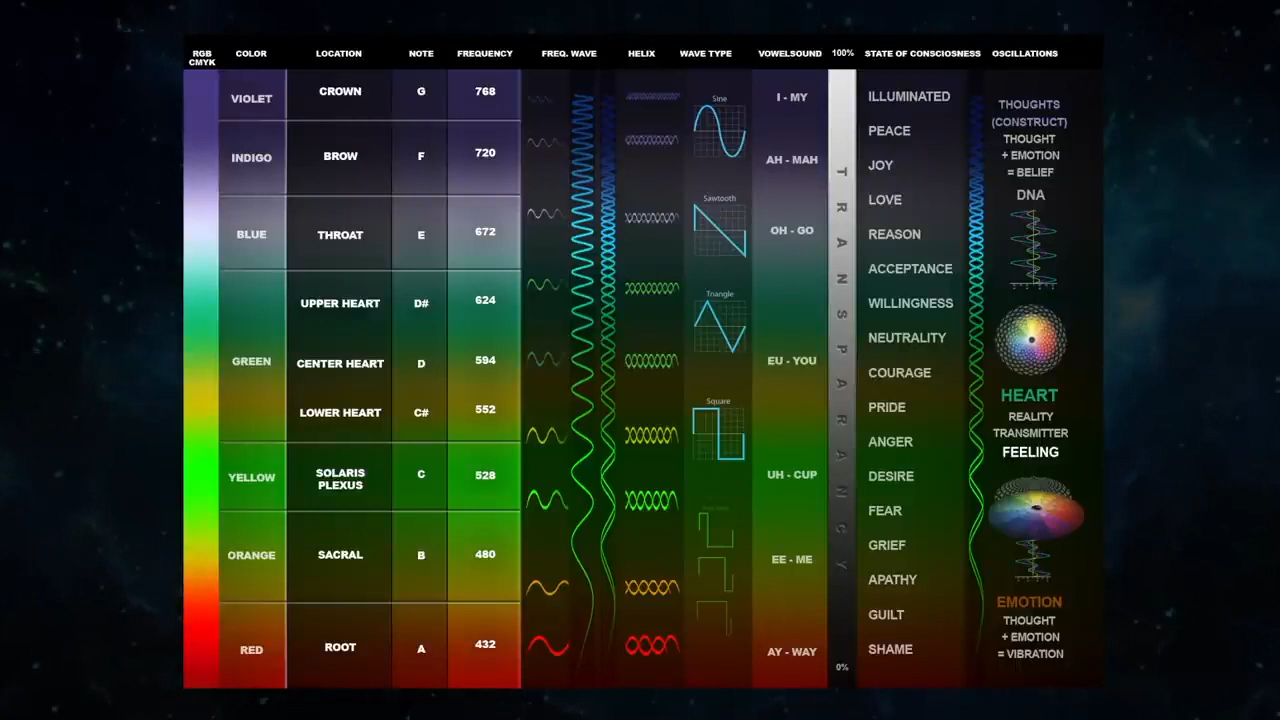 RGB CMYK COLOR LOCATION NOTE FREQUENCY FREQ. WAVE HELIX WAVE TYPE VOWELSOUND 100% STATE OF CONSCIOSNESS OSCILLATIONS
VIOLET CROWN G 768
INDIGO BROW F 720
BLUE THROAT E 672
UPPER HEART D# 624
GREEN CENTER HEART D 594
LOWER HEART C# 552
YELLOW SOLARIS PLEXUS C 528
ORANGE SACRAL B 480
RED ROOT A 432
Sine
Sawtooth
Triangle
Square
I - MY
AH - MAH
OH - GO
EU - YOU
UH - CUP
EE - ME
AY - WAY
TRANSPARANCY
0%
ILLUMINATED
PEACE
JOY
LOVE
REASON
ACCEPTANCE
WILLINGNESS
NEUTRALITY
COURAGE
PRIDE
ANGER
DESIRE
FEAR
GRIEF
APATHY
GUILT
SHAME
THOUGHTS
(CONSTRUCT)
THOUGHT
+ EMOTION
= BELIEF
DNA
HEART
REALITY
TRANSMITTER
FEELING
EMOTION
THOUGHT
+ EMOTION
= VIBRATION